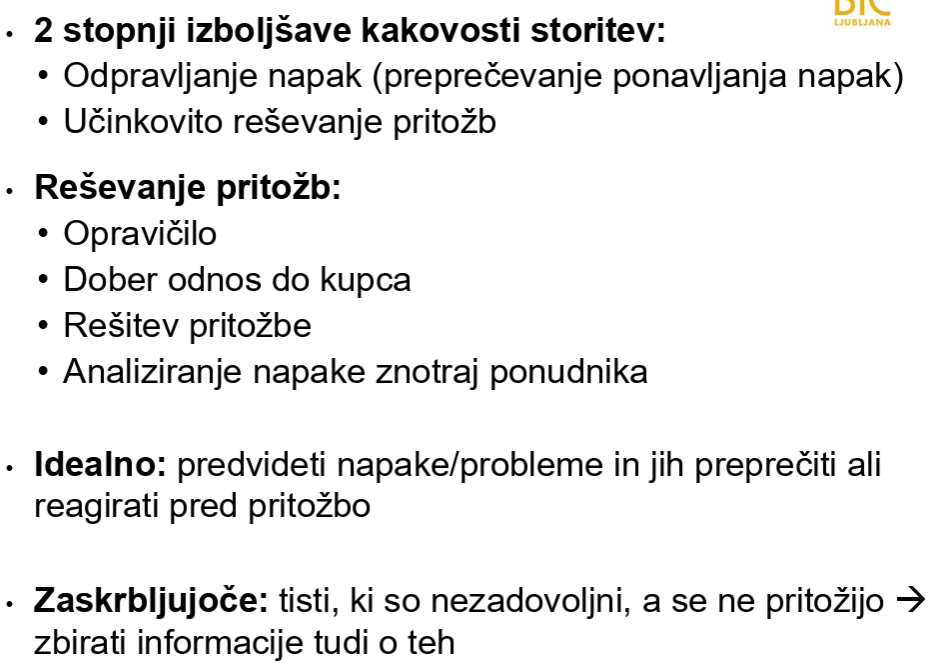 BIC
LJUBLJANA
• 2 stopnji izboljšave kakovosti storitev:
• Odpravljanje napak (preprečevanje ponavljanja napak)
• Učinkovito reševanje pritožb
• Reševanje pritožb:
• Opravičilo
• Dober odnos do kupca
• Rešitev pritožbe
• Analiziranje napake znotraj ponudnika
• Idealno: predvideti napake/probleme in jih preprečiti ali
reagirati pred pritožbo
• Zaskrbljujoče: tisti, ki so nezadovoljni, a se ne pritožijo →
zbirati informacije tudi o teh